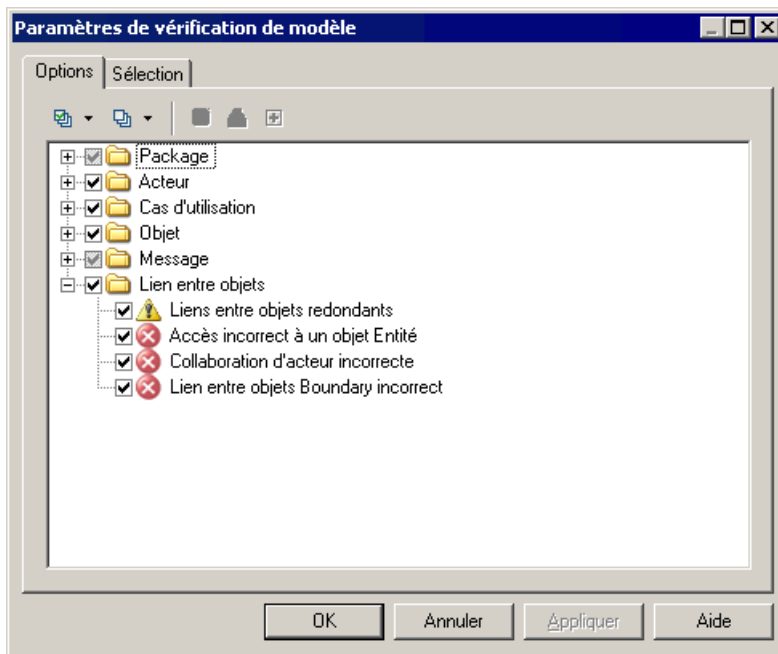 Paramètres de vérification de modèle
Options
Sélection
Package
Acteur
Cas d'utilisation
Objet
Message
Lien entre objets
Liens entre objets redondants
Accès incorrect à un objet Entité
Collaboration d'acteur incorrecte
Lien entre objets Boundary incorrect
OK
Annuler
Appliquer
Aide